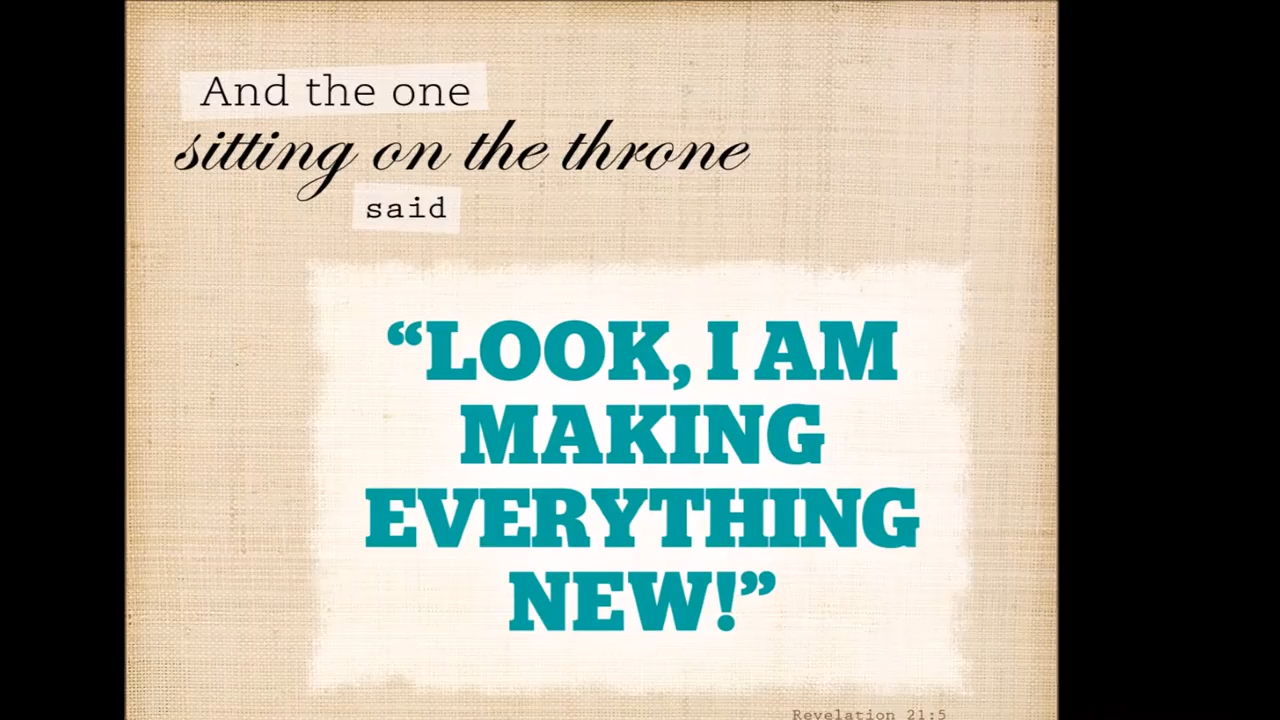 And the one
sitting on the throne
said
“LOOK, I AM
MAKING
EVERYTHING
NEW!”
Revelation 21:5